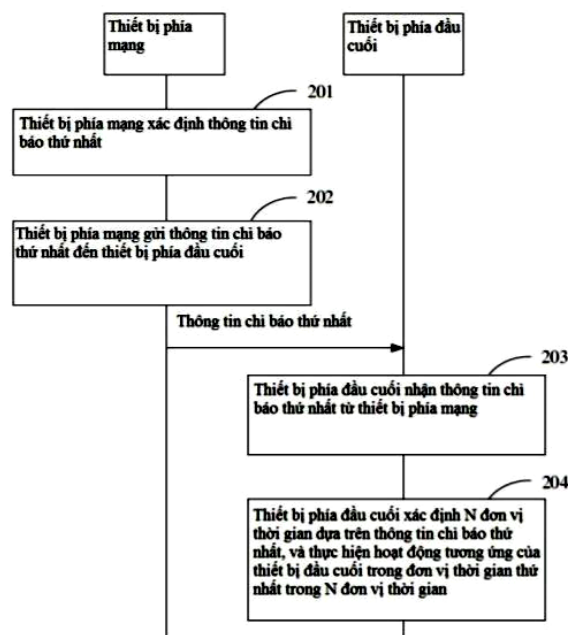 Thiết bị phía
mạng
Thiết bị phía đầu
cuối
201
Thiết bị phía mạng xác định thông tin chỉ
báo thứ nhất
202
Thiết bị phía mạng gửi thông tin chỉ báo
thứ nhất đến thiết bị phía đầu cuối
Thông tin chỉ báo thứ nhất
203
Thiết bị phía đầu cuối nhận thông tin chỉ
báo thứ nhất từ thiết bị phía mạng
204
Thiết bị phía đầu cuối xác định N đơn vị
thời gian dựa trên thông tin chỉ báo thứ
nhất, và thực hiện hoạt động tương ứng của
thiết bị đầu cuối trong đơn vị thời gian thứ
nhất trong N đơn vị thời gian